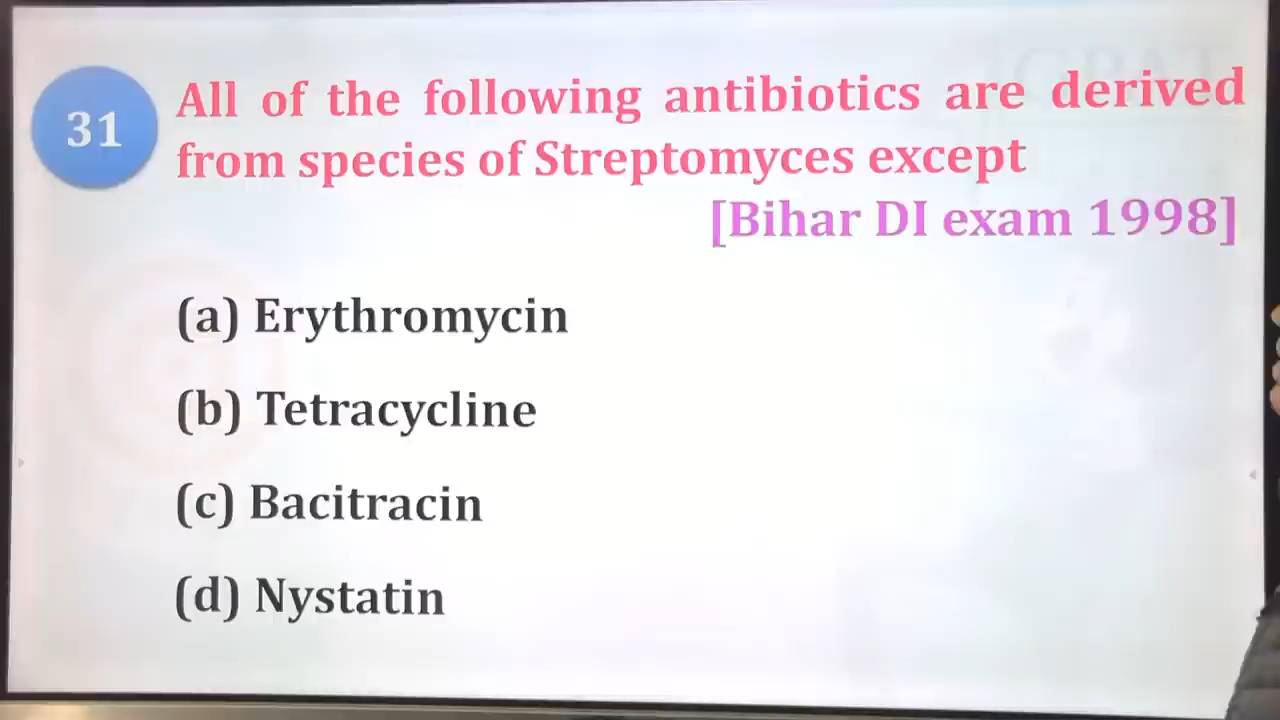 31
All of the following antibiotics are derived
from species of Streptomyces except
[Bihar DI exam 1998]
(a) Erythromycin
(b) Tetracycline
(c) Bacitracin
(d) Nystatin